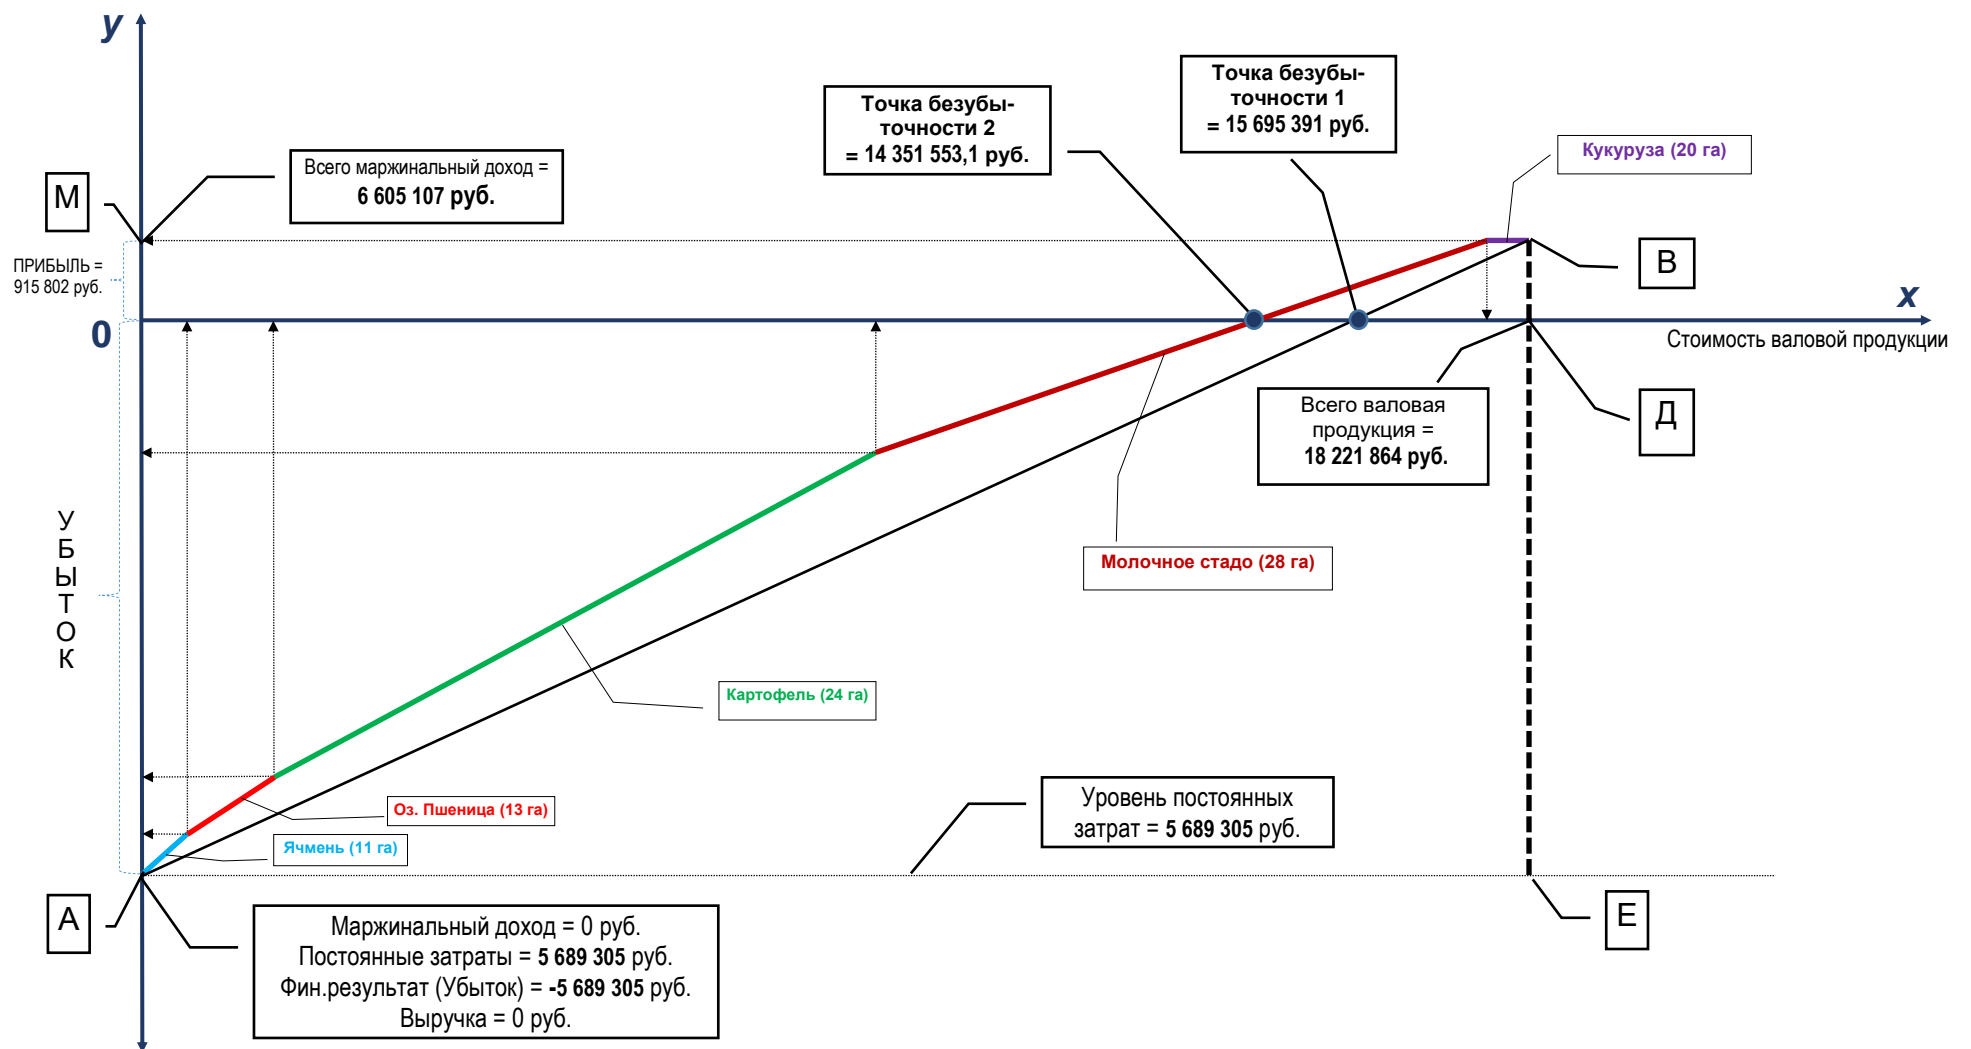 y
Точка безубы-
точности 1
= 15 695 391 руб.
Точка безубы-
точности 2
= 14 351 553,1 руб.
Кукуруза (20 га)
Всего маржинальный доход =
6 605 107 руб.
М
В
ПРИБЫЛЬ =
915 802 руб.
x
0
Стоимость валовой продукции
Всего валовая
продукция =
18 221 864 руб.
Д
У
Б
Ы
Т
О
К
Молочное стадо (28 га)
Картофель (24 га)
Оз. Пшеница (13 га)
Ячмень (11 га)
Уровень постоянных
затрат = 5 689 305 руб.
А
Е
Маржинальный доход = 0 руб.
Постоянные затраты = 5 689 305 руб.
Фин.результат (Убыток) = -5 689 305 руб.
Выручка = 0 руб.